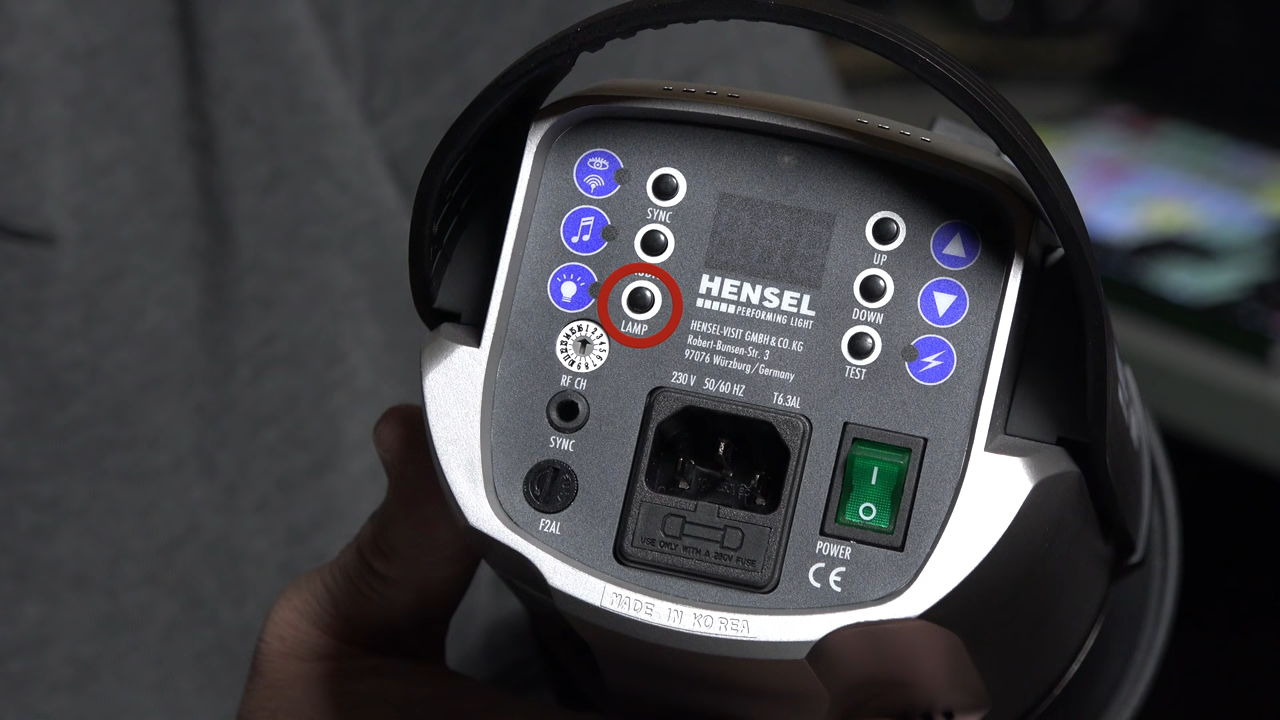 SYNC
LAMP
RF CH
SYNC
F2AL
HENSEL
PERFORMING LIGHT
HENSEL-VISIT GMBH & CO. KG
Robert-Bunsen-Str. 3
97076 Würzburg/Germany
230 V 50/60 HZ T6.3AL
USE ONLY WITH A 250V FUSE
UP
DOWN
TEST
I
O
POWER
CE
MADE IN KOREA